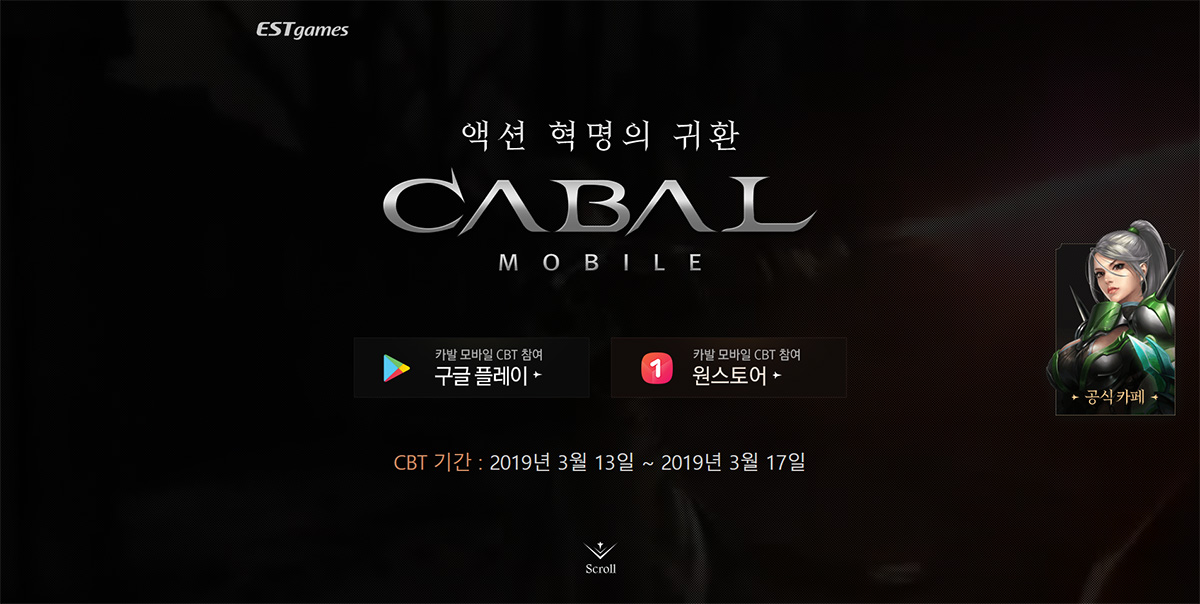 ESTgames
액션 혁명의 귀환
CABAL
MOBILE
카발 모바일 CBT 참여
구글 플레이
카발 모바일 CBT 참여
1
원스토어
공식 카페
CBT 기간 : 2019년 3월 13일 ~ 2019년 3월 17일
Scroll